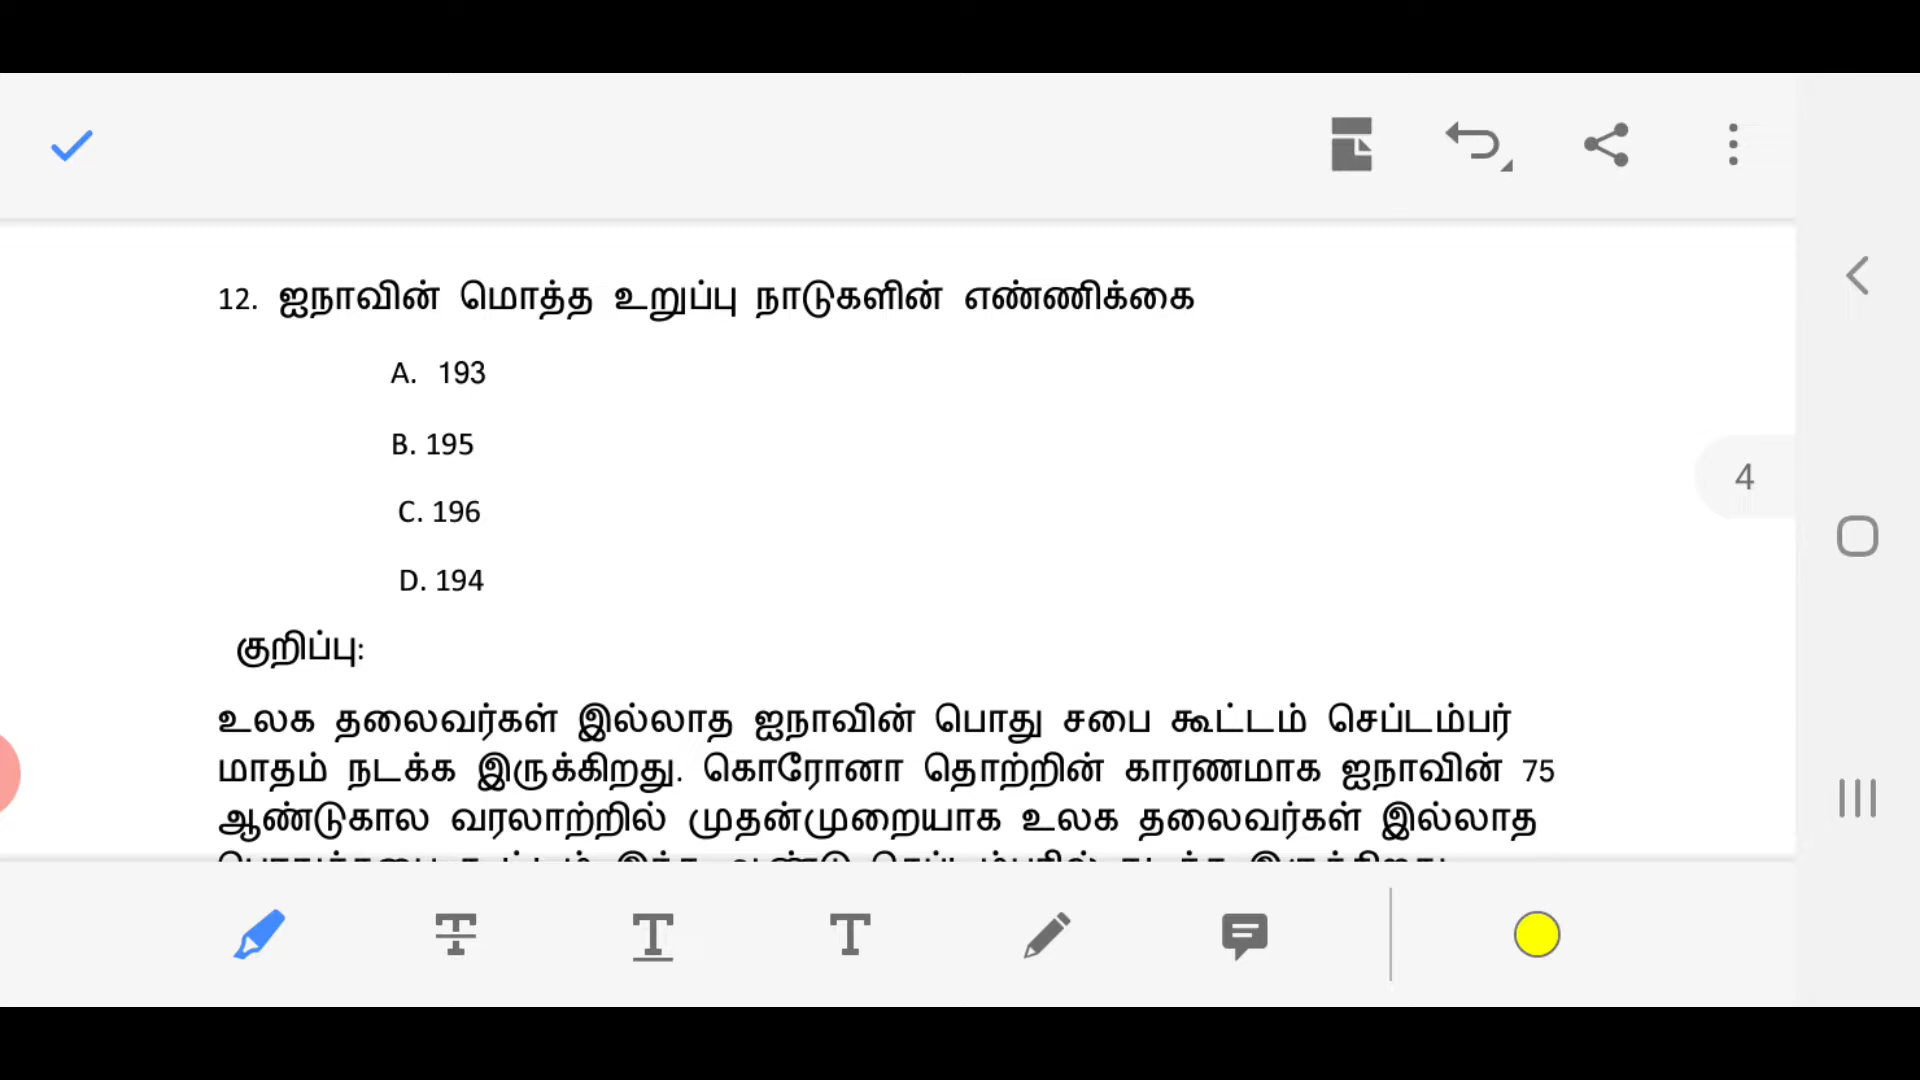 12. ஐநாவின் மொத்த உறுப்பு நாடுகளின் எண்ணிக்கை
A. 193
B. 195
C. 196
D. 194
4
குறிப்பு:
உலக தலைவர்கள் இல்லாத ஐநாவின் பொது சபை கூட்டம் செப்டம்பர்
மாதம் நடக்க இருக்கிறது. கொரோனா தொற்றின் காரணமாக ஐநாவின் 75
ஆண்டுகால வரலாற்றில் முதன்முறையாக உலக தலைவர்கள் இல்லாத